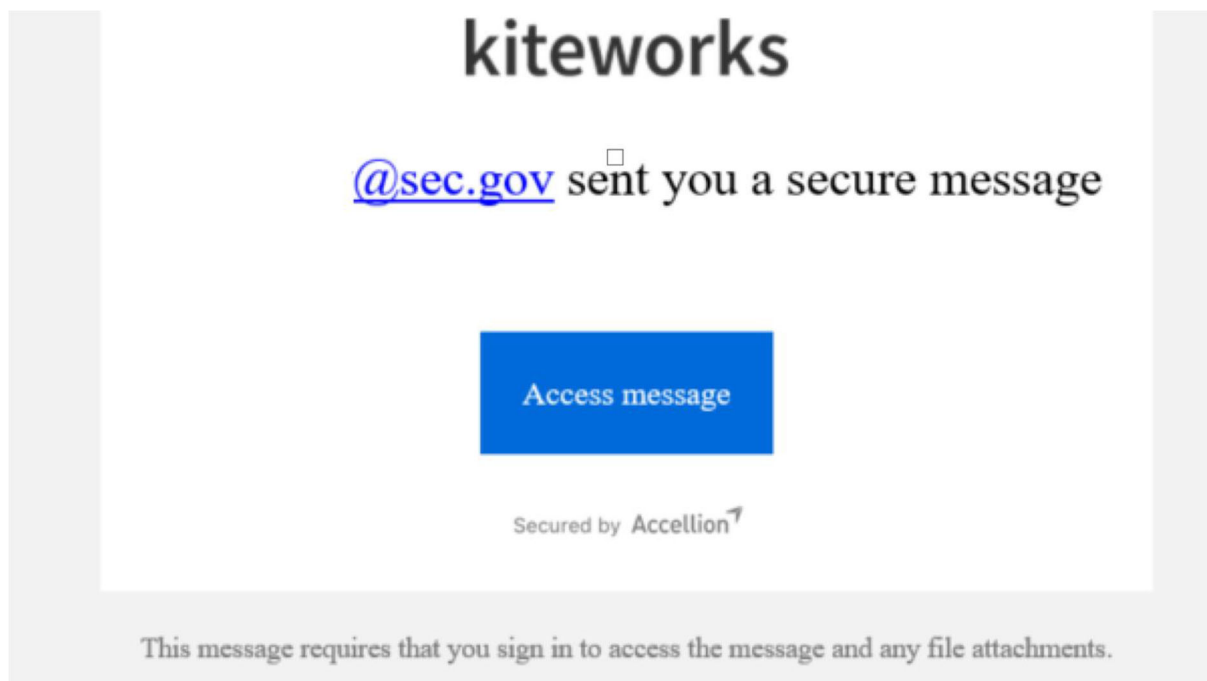 kiteworks
@sec.gov sent you a secure message
Access message
Secured by Accellion
This message requires that you sign in to access the message and any file attachments.